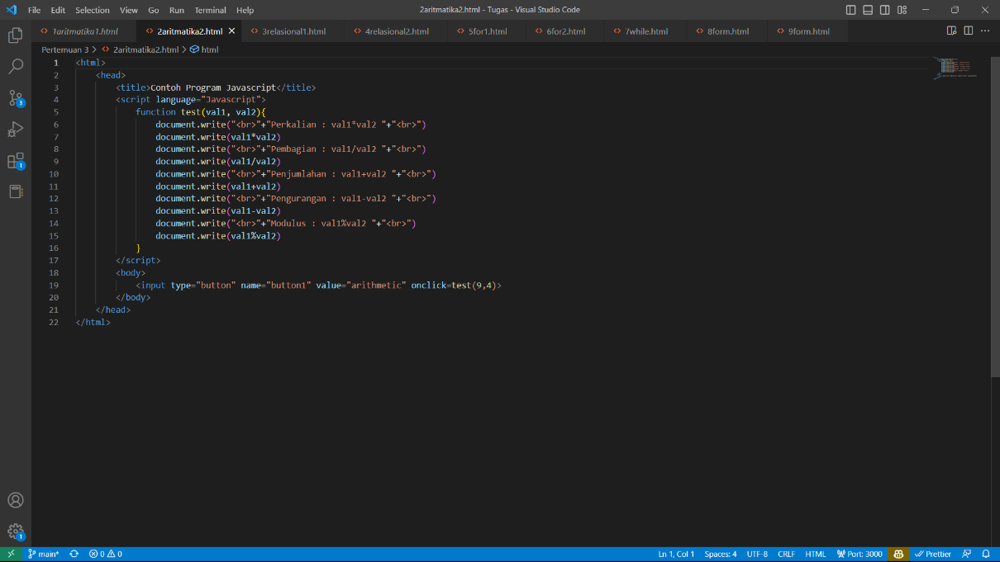 File Edit Selection View Go Run Terminal Help
2aritmatika2.html - Tugas - Visual Studio Code
1aritmatika1.html 2aritmatika2.html 3relasional1.html 4relasional2.html 5for1.html 6for2.html 7while.html 8form.html 9form.html
Pertemuan 3 > 2aritmatika2.html > html
1 <html>
2 <head>
3 <title>Contoh Program Javascript</title>
4 <script language="Javascript">
5 function test(val1, val2){
6 document.write("<br>"+"Perkalian : val1*val2 "+"<br>")
7 document.write(val1*val2)
8 document.write("<br>"+"Pembagian : val1/val2 "+"<br>")
9 document.write(val1/val2)
10 document.write("<br>"+"Penjumlahan : val1+val2 "+"<br>")
11 document.write(val1+val2)
12 document.write("<br>"+"Pengurangan : val1-val2 "+"<br>")
13 document.write(val1-val2)
14 document.write("<br>"+"Modulus : val1%val2 "+"<br>")
15 document.write(val1%val2)
16 }
17 </script>
18 <body>
19 <input type="button" name="button1" value="arithmetic" onclick=test(9,4)>
20 </body>
21 </head>
22 </html>
3
1
1
main* 0 0 Ln 1, Col 1 Spaces: 4 UTF-8 CRLF HTML Port: 3000 Prettier